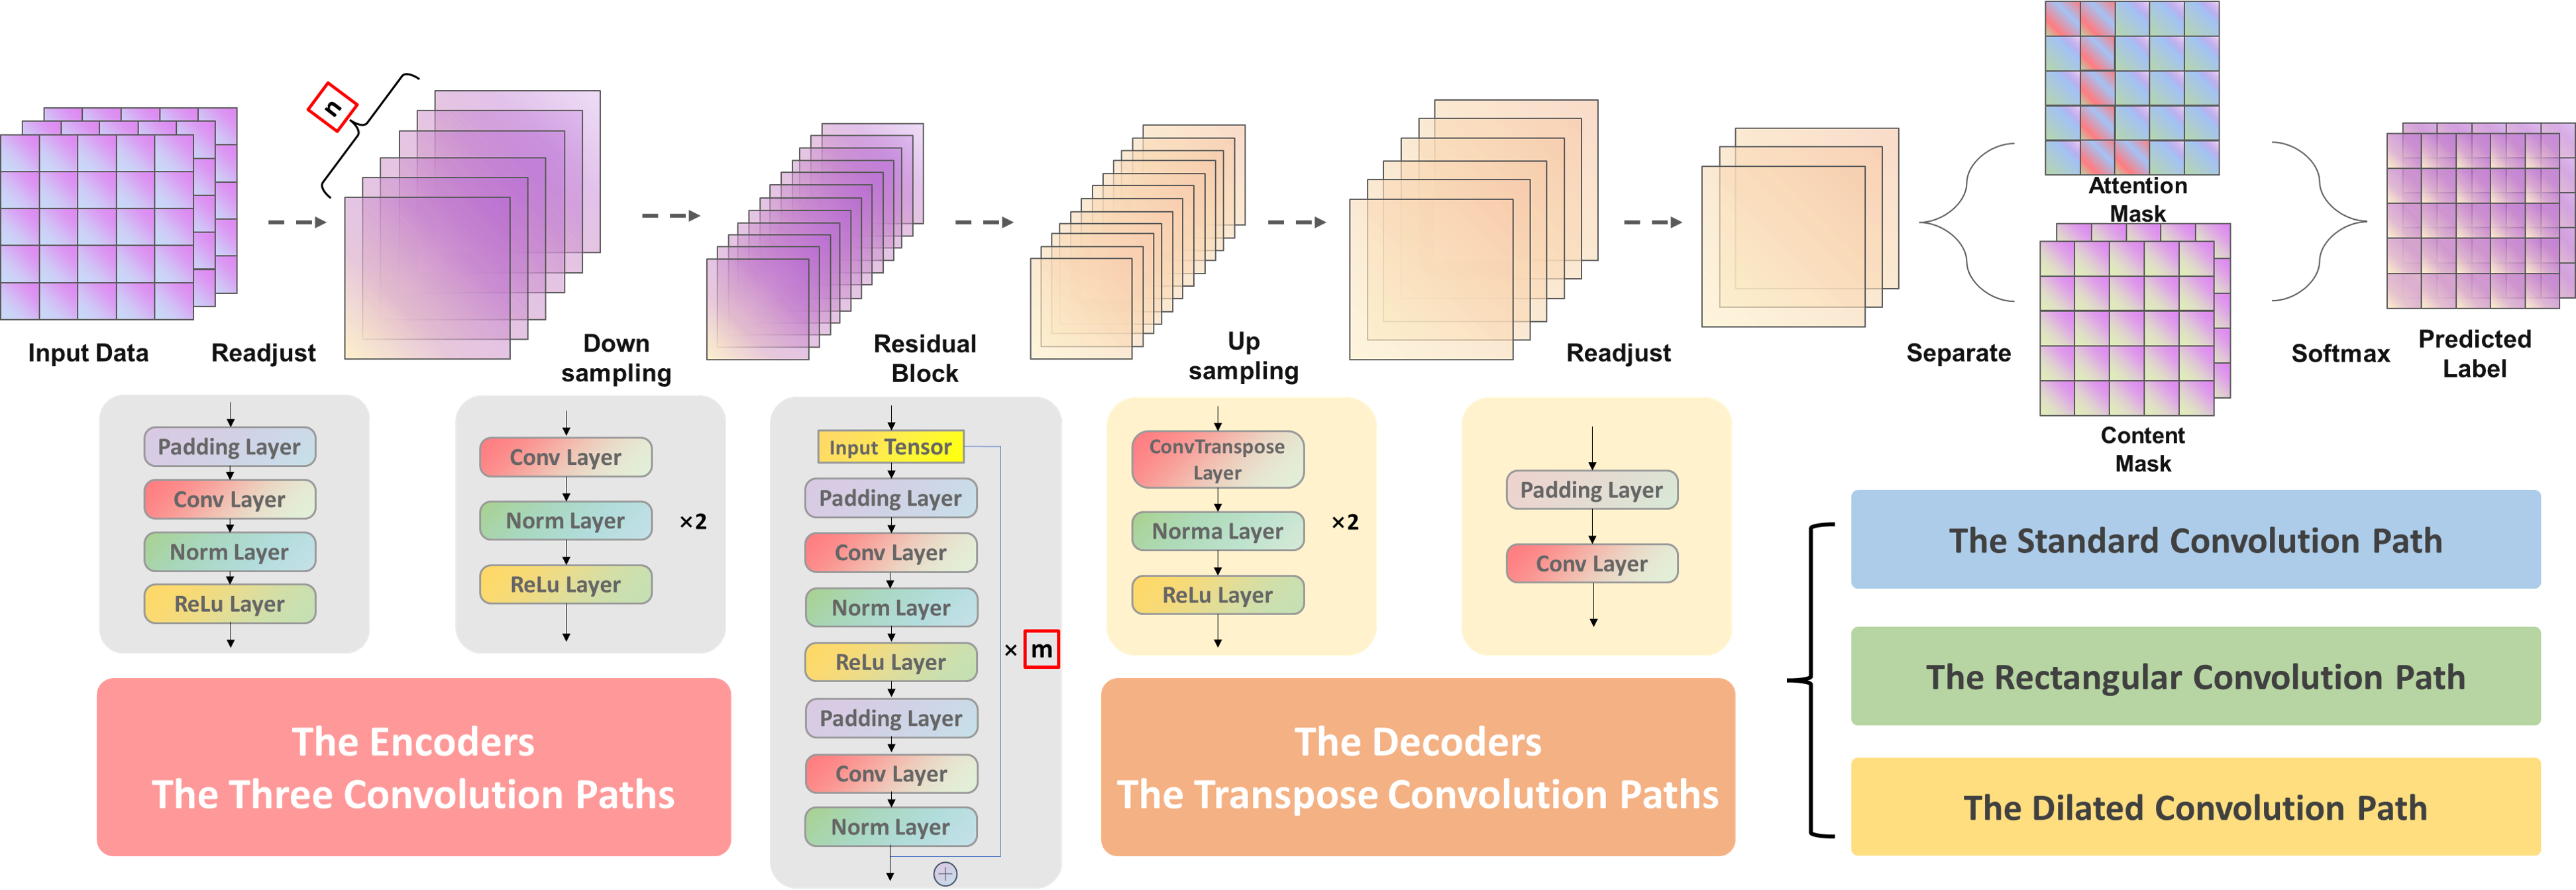 n
Attention
Mask
Input Data
Readjust
Down
sampling
Residual
Block
Up
sampling
Readjust
Separate
Softmax
Predicted
Label
Content
Mask
Padding Layer
Conv Layer
Norm Layer
ReLu Layer
Conv Layer
Norm Layer
ReLu Layer
×2
Input Tensor
Padding Layer
Conv Layer
Norm Layer
ReLu Layer
Padding Layer
Conv Layer
Norm Layer
× m
+
ConvTranspose
Layer
Norma Layer
ReLu Layer
×2
Padding Layer
Conv Layer
The Encoders
The Three Convolution Paths
The Decoders
The Transpose Convolution Paths
The Standard Convolution Path
The Rectangular Convolution Path
The Dilated Convolution Path